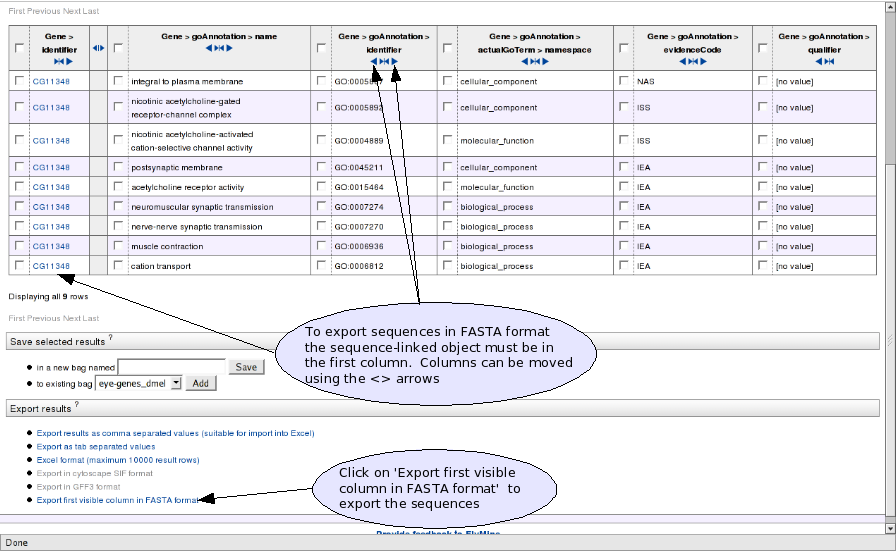 First Previous Next Last
Gene > identifier
Gene > goAnnotation > name
Gene > goAnnotation > identifier
Gene > goAnnotation > actualGoTerm > namespace
Gene > goAnnotation > evidenceCode
Gene > goAnnotation > qualifier
CG11348 integral to plasma membrane cellular_component NAS [no value]
CG11348 nicotinic acetylcholine-gated receptor-channel complex GO:0005892 cellular_component ISS [no value]
CG11348 nicotinic acetylcholine-activated cation-selective channel activity GO:0004889 molecular_function ISS [no value]
CG11348 postsynaptic membrane GO:0045211 cellular_component IEA [no value]
CG11348 acetylcholine receptor activity GO:0015464 molecular_function IEA [no value]
CG11348 neuromuscular synaptic transmission GO:0007274 biological_process IEA [no value]
CG11348 nerve-nerve synaptic transmission GO:0007270 biological_process IEA [no value]
CG11348 muscle contraction GO:0006936 biological_process IEA [no value]
CG11348 cation transport GO:0006812 biological_process IEA [no value]
Displaying all 9 rows
First Previous Next Last
To export sequences in FASTA format
the sequence-linked object must be in
the first column. Columns can be moved
using the <> arrows
Save selected results ?
in a new bag named Save
to existing bag eye-genes_dmel Add
Export results ?
Export results as comma separated values (suitable for import into Excel)
Export as tab separated values
Excel format (maximum 10000 result rows)
Export in cytoscape SIF format
Export in GFF3 format
Export first visible column in FASTA format
Click on 'Export first visible
column in FASTA format' to
export the sequences
Provide feedback to FlyMine
Done